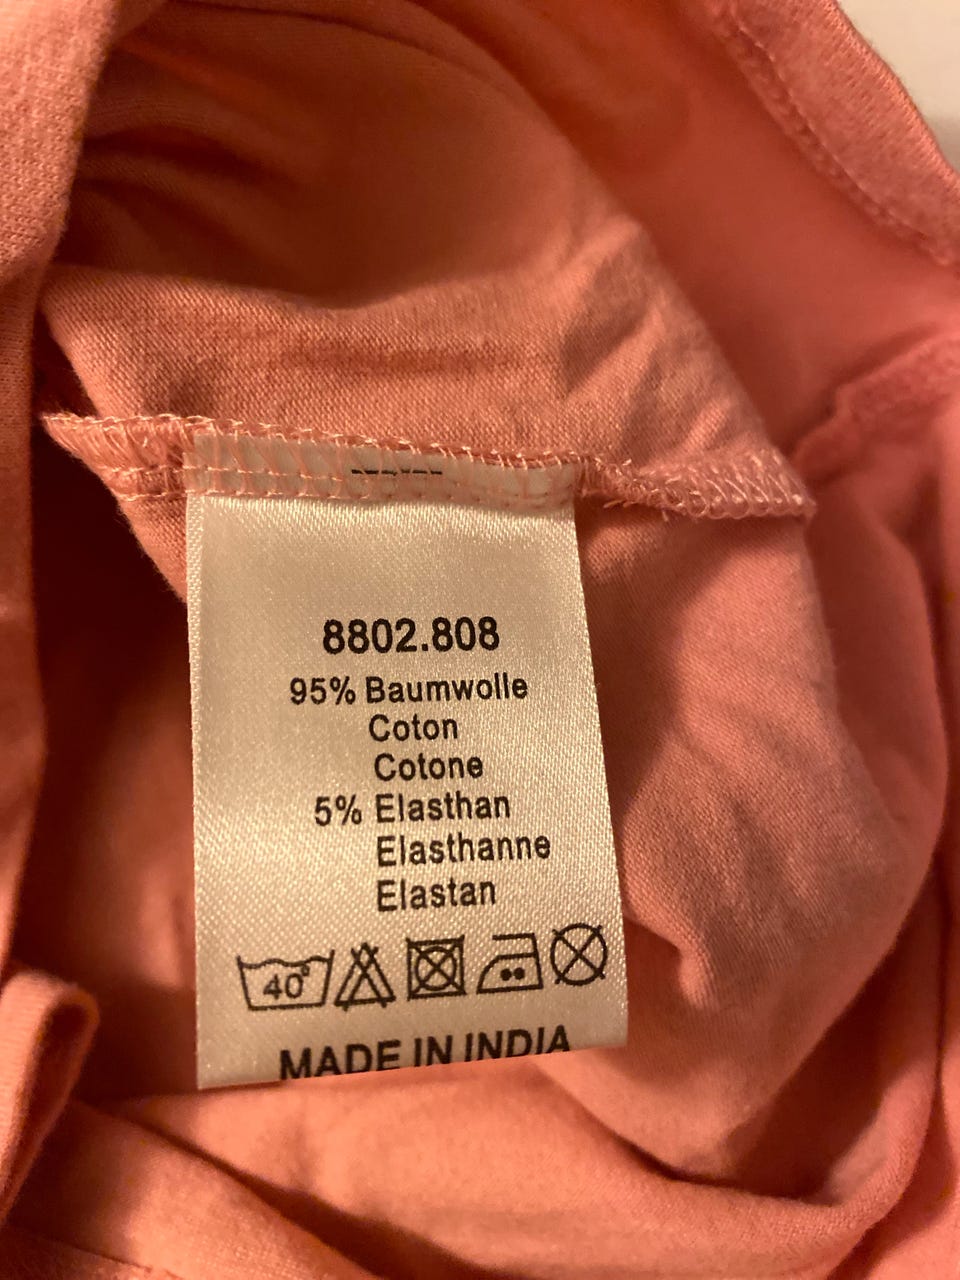 8802.808
95% Baumwolle
Coton
Cotone
5% Elasthan
Elasthanne
Elastan
40°
MADE IN INDIA